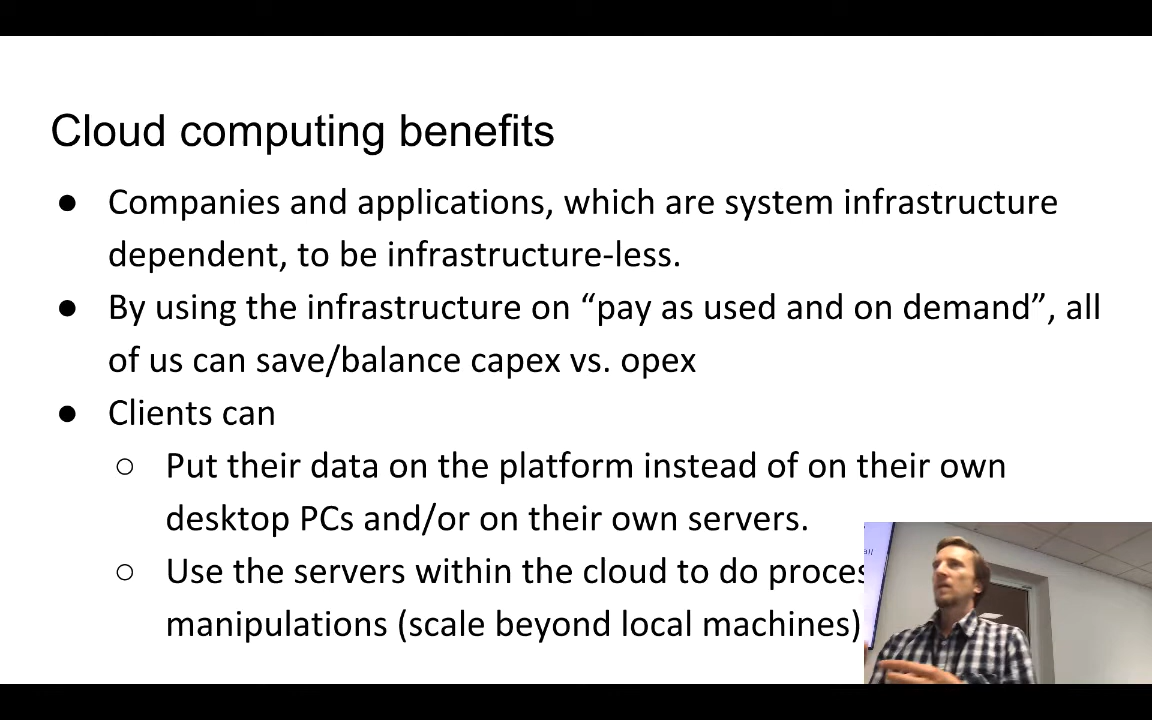 Cloud computing benefits
● Companies and applications, which are system infrastructure
dependent, to be infrastructure-less.
● By using the infrastructure on “pay as used and on demand”, all
of us can save/balance capex vs. opex
● Clients can
○ Put their data on the platform instead of on their own
desktop PCs and/or on their own servers.
○ Use the servers within the cloud to do
manipulations (scale beyond local machines)